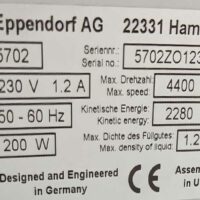 Eppendorf AG 22331 Ham
5702 Seriennr.: Serial no.: 5702ZO123
230 V 1.2 A Max. Drehzahl: Max. speed: 4400
50 - 60 Hz Kinetische Energie: Kinetic energy: 2280
200 W Max. Dichte des Füllgutes: Max. density of liquid: 1.2
Designed and Engineered in Germany CE Assem in U